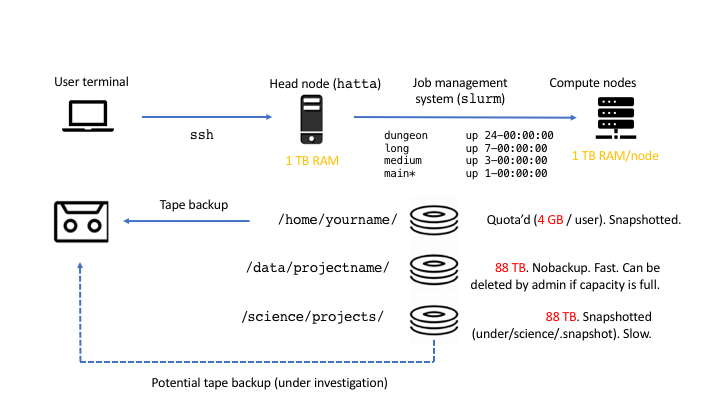 User terminal
Head node (hatta)
Job management
system (slurm)
Compute nodes
ssh
1 TB RAM
dungeon up 24-00:00:00
long up 7-00:00:00
medium up 3-00:00:00
main* up 1-00:00:00
1 TB RAM/node
Tape backup
/home/yourname/
Quota’d (4 GB / user). Snapshotted.
/data/projectname/
88 TB. Nobackup. Fast. Can be
deleted by admin if capacity is full.
/science/projects/
88 TB. Snapshotted
(under/science/.snapshot). Slow.
Potential tape backup (under investigation)